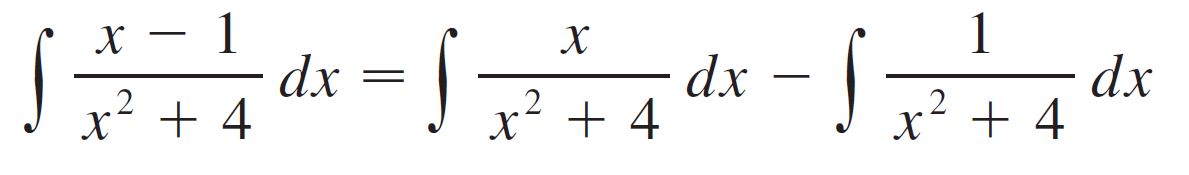 ∫ (x − 1)/(x² + 4) dx = ∫ x/(x² + 4) dx − ∫ 1/(x² + 4) dx